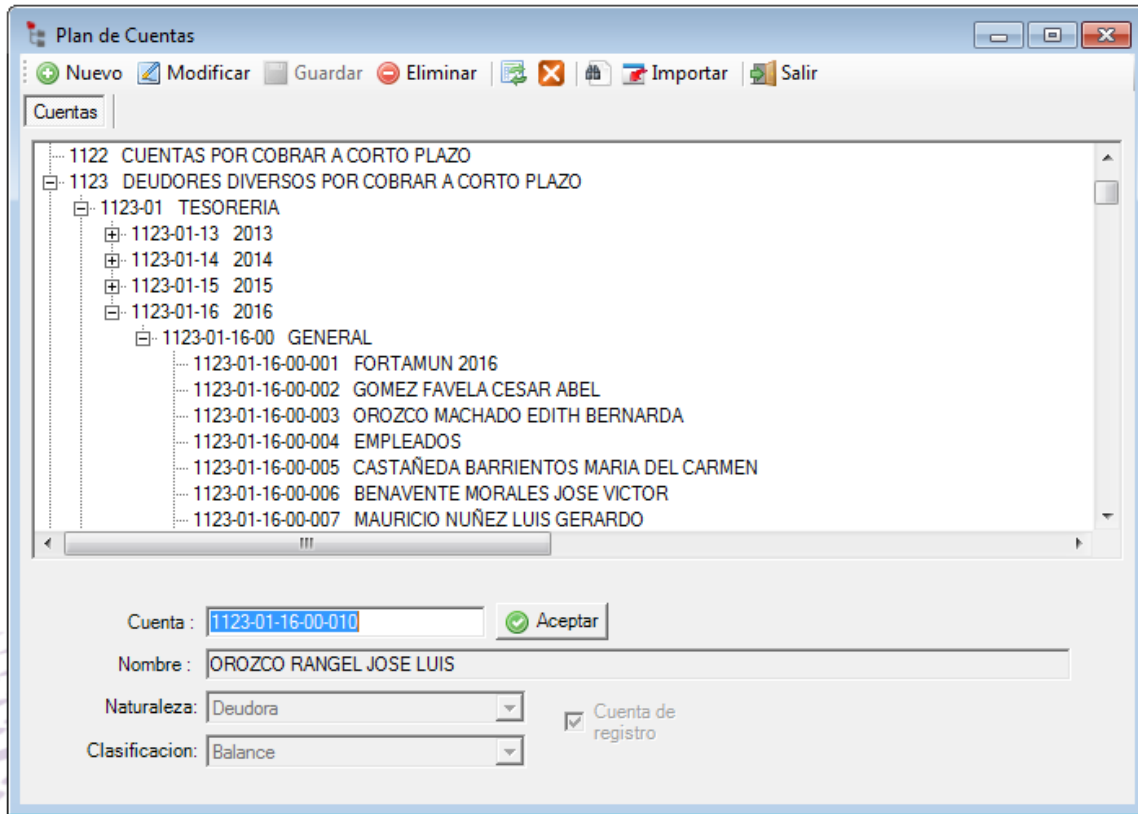 Plan de Cuentas
Nuevo Modificar Guardar Eliminar Importar Salir
Cuentas
1122 CUENTAS POR COBRAR A CORTO PLAZO
1123 DEUDORES DIVERSOS POR COBRAR A CORTO PLAZO
1123-01 TESORERIA
1123-01-13 2013
1123-01-14 2014
1123-01-15 2015
1123-01-16 2016
1123-01-16-00 GENERAL
1123-01-16-00-001 FORTAMUN 2016
1123-01-16-00-002 GOMEZ FAVELA CESAR ABEL
1123-01-16-00-003 OROZCO MACHADO EDITH BERNARDA
1123-01-16-00-004 EMPLEADOS
1123-01-16-00-005 CASTAÑEDA BARRIENTOS MARIA DEL CARMEN
1123-01-16-00-006 BENAVENTE MORALES JOSE VICTOR
1123-01-16-00-007 MAURICIO NUÑEZ LUIS GERARDO
Cuenta : 1123-01-16-00-010 Aceptar
Nombre : OROZCO RANGEL JOSE LUIS
Naturaleza: Deudora Cuenta de
registro
Clasificacion: Balance